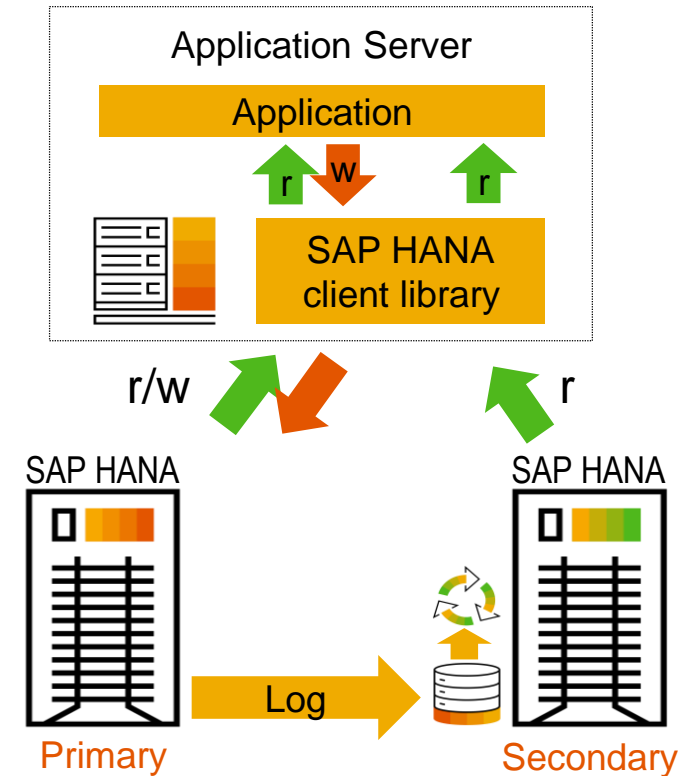 Application Server
Application
r w r
SAP HANA
client library
r/w r
SAP HANA SAP HANA
Log
Primary Secondary